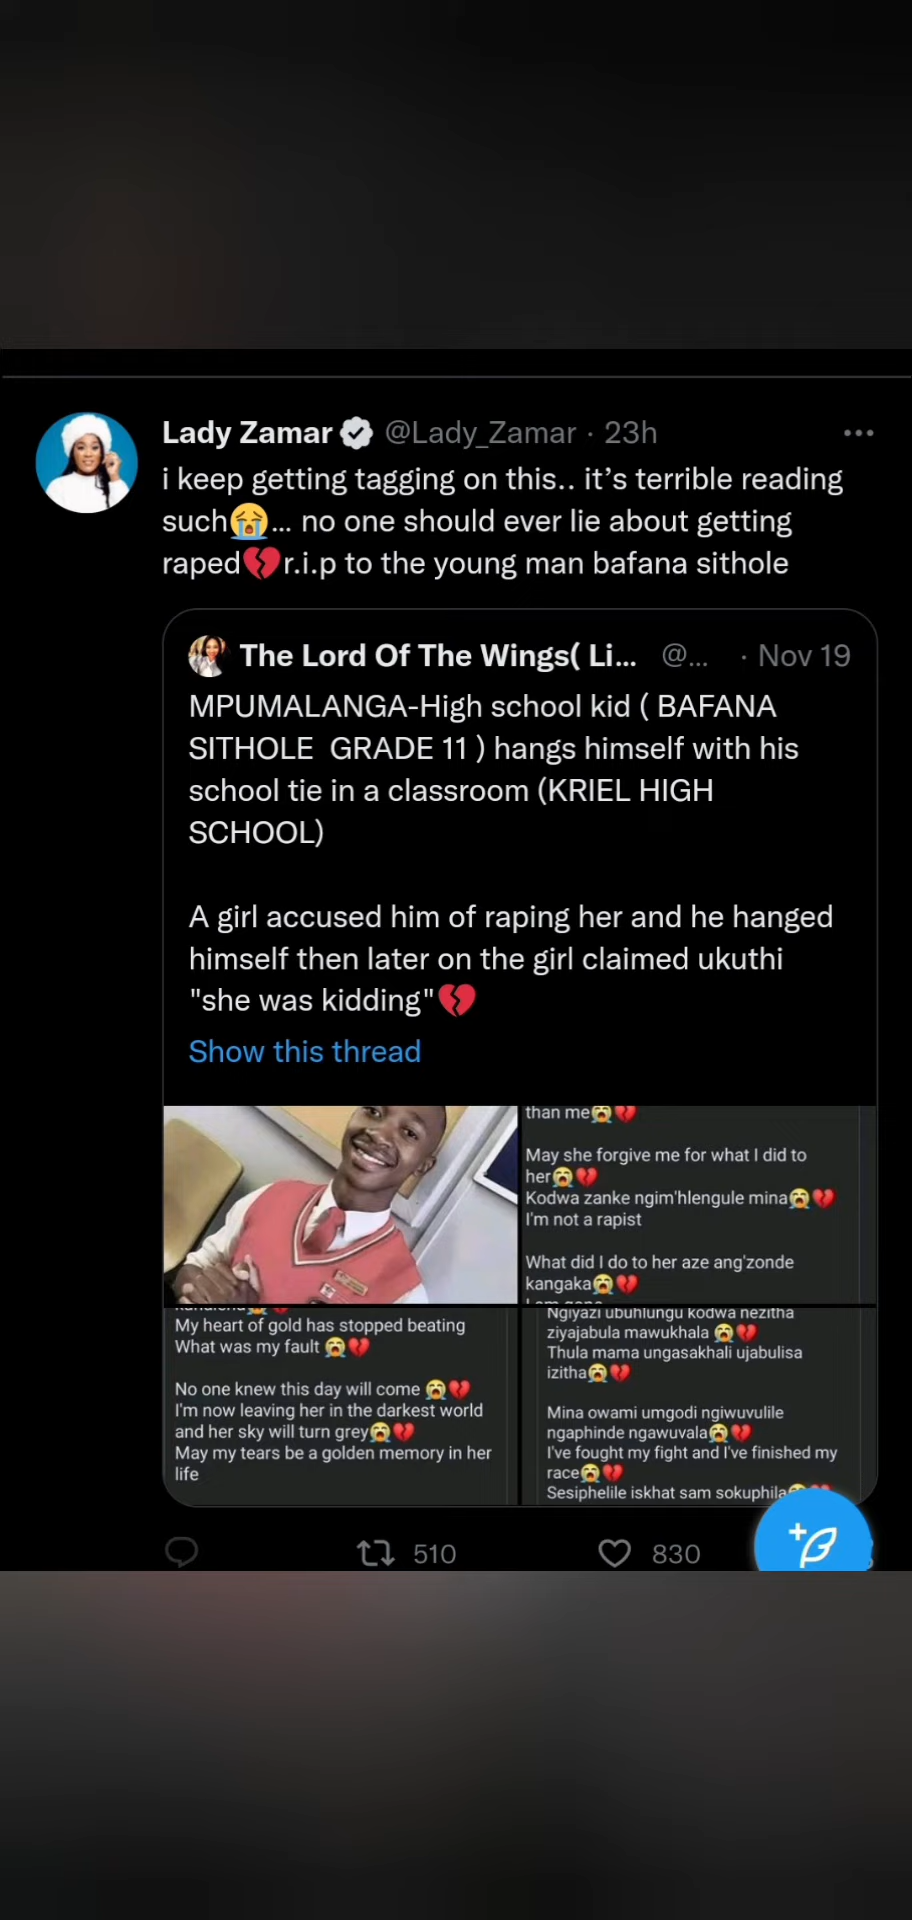 Lady Zamar @Lady_Zamar · 23h
i keep getting tagging on this.. it’s terrible reading
such😭... no one should ever lie about getting
raped💔r.i.p to the young man bafana sithole
The Lord Of The Wings( Li... @... · Nov 19
MPUMALANGA-High school kid ( BAFANA
SITHOLE GRADE 11 ) hangs himself with his
school tie in a classroom (KRIEL HIGH
SCHOOL)
A girl accused him of raping her and he hanged
himself then later on the girl claimed ukuthi
"she was kidding"💔
Show this thread
than me😭💔
May she forgive me for what I did to
her😭💔
Kodwa zanke ngim'hlengule mina😭💔
I'm not a rapist
What did I do to her aze ang'zonde
kangaka😭💔
My heart of gold has stopped beating
What was my fault😭💔
No one knew this day will come😭💔
I'm now leaving her in the darkest world
and her sky will turn grey😭💔
May my tears be a golden memory in her
life
Ngiyazi ubuhlungu kodwa nezitha
ziyajabula mawukhala😭💔
Thula mama ungasakhali ujabulisa
izitha😭💔
Mina owami umgodi ngiwuvulile
ngaphinde ngawuvala😭💔
I've fought my fight and I've finished my
race😭💔
Sesiphelile iskhat sam sokuphila
510
830